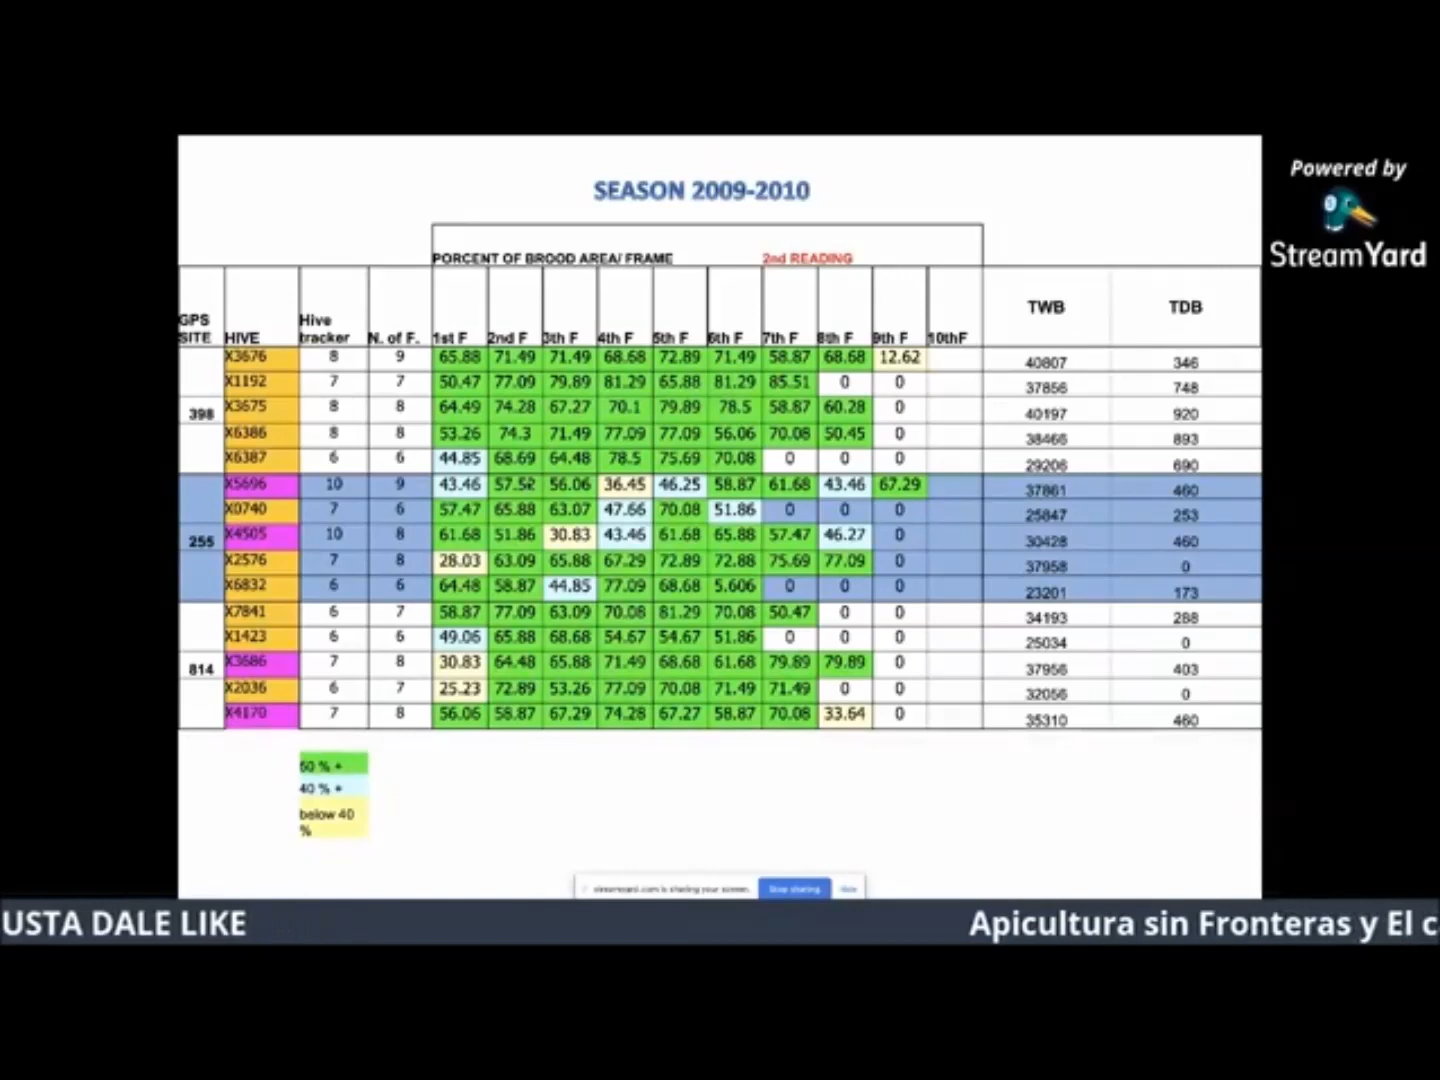 Powered by
StreamYard
SEASON 2009-2010
PORCENT OF BROOD AREA/ FRAME 2nd READING
GPS SITE HIVE Hive tracker N. of F. 1st F 2nd F 3th F 4th F 5th F 6th F 7th F 8th F 9th F 10thF TWB TDB
X3676 8 9 65.88 71.49 71.49 68.68 72.89 71.49 58.87 68.68 12.62 40807 346
X1192 7 7 50.47 77.09 79.89 81.29 65.88 81.29 85.51 0 0 37856 748
398 X3675 8 8 64.49 74.28 67.27 70.1 79.89 78.5 58.87 60.28 0 40197 920
X6386 8 8 53.26 74.3 71.49 77.09 77.09 56.06 70.08 50.45 0 38466 893
X6387 6 6 44.85 68.69 64.48 78.5 75.69 70.08 0 0 0 29206 690
X5696 10 9 43.46 57.52 56.06 36.45 46.25 58.87 61.68 43.46 67.29 37861 460
X0740 7 6 57.47 65.88 63.07 47.66 70.08 51.86 0 0 0 25847 253
255 X4505 10 8 61.68 51.86 30.83 43.46 61.68 65.88 57.47 46.27 0 30428 460
X2576 7 8 28.03 63.09 65.88 67.29 72.89 72.88 75.69 77.09 0 37958 0
X6832 6 6 64.48 58.87 44.85 77.09 68.68 5.606 0 0 0 23201 173
X7841 6 7 58.87 77.09 63.09 70.08 81.29 70.08 50.47 0 0 34193 288
X1423 6 6 49.06 65.88 68.68 54.67 54.67 51.86 0 0 0 25034 0
814 X3686 7 8 30.83 64.48 65.88 71.49 68.68 61.68 79.89 79.89 0 37956 403
X2036 6 7 25.23 72.89 53.26 77.09 70.08 71.49 71.49 0 0 32056 0
X4170 7 8 56.06 58.87 67.29 74.28 67.27 58.87 70.08 33.64 0 35310 460
50 % +
40 % +
below 40
%
streamyard.com is sharing your screen. Stop sharing Hide
USTA DALE LIKE Apicultura sin Fronteras y El c